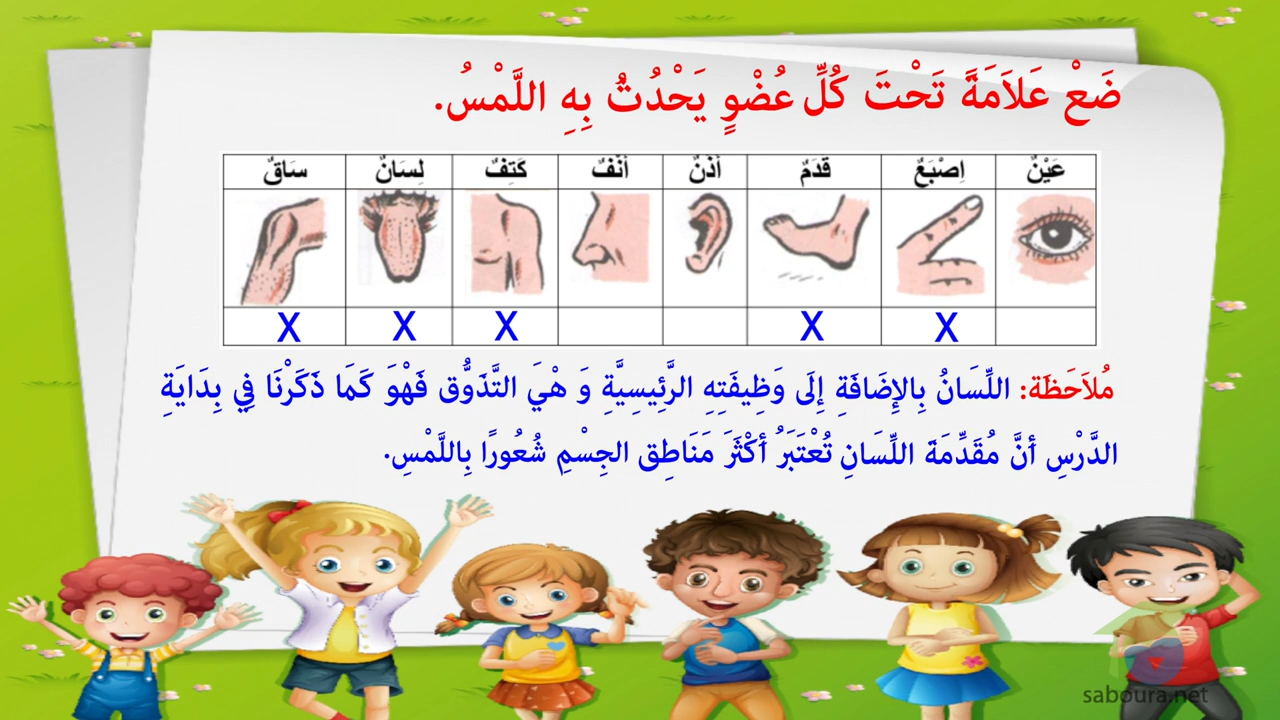 ضَعْ عَلاَمَةً تَحْتَ كُلِّ عُضْوٍ يَحْدُثُ بِهِ اللَّمْسُ.
عَيْنٌ اِصْبَعٌ قَدَمٌ أُذُنٌ أَنْفٌ كَتِفٌ لِسَانٌ سَاقٌ
X X X X X
مُلاَحَظَة: اللِّسَانُ بِالإِضَافَةِ إِلَى وَظِيفَتِهِ الرَّئِيسِيَّةِ وَ هْيَ التَّذَوُّق فَهْوَ كَمَا ذَكَرْنَا فِي بِدَايَةِ
الدَّرْسِ أَنَّ مُقَدِّمَةَ اللِّسَانِ تُعْتَبَرُ أَكْثَرَ مَنَاطِق الجِسْمِ شُعُورًا بِاللَّمْسِ.
saboura.net